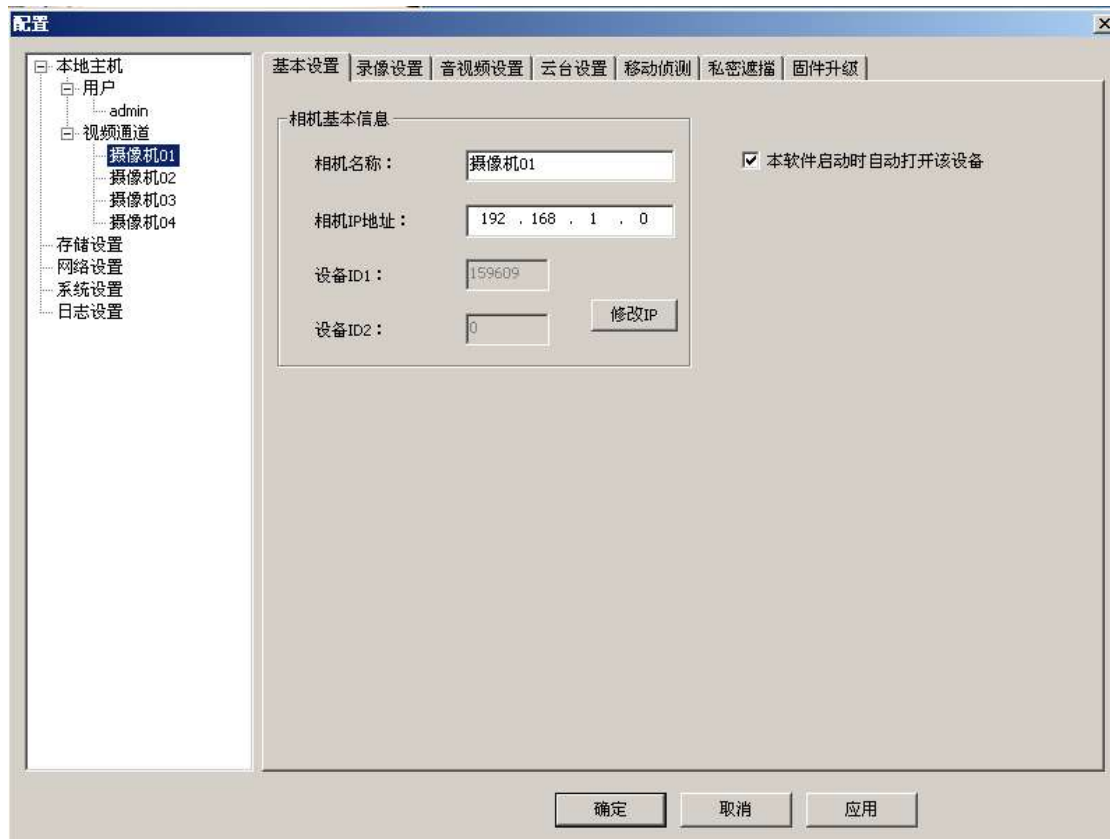 配置
本地主机
用户
admin
视频通道
摄像机01
摄像机02
摄像机03
摄像机04
存储设置
网络设置
系统设置
日志设置
基本设置 录像设置 音视频设置 云台设置 移动侦测 私密遮挡 固件升级
相机基本信息
相机名称: 摄像机01
本软件启动时自动打开该设备
相机IP地址: 192 . 168 . 1 . 0
设备ID1: 159609
修改IP
设备ID2: 0
确定 取消 应用